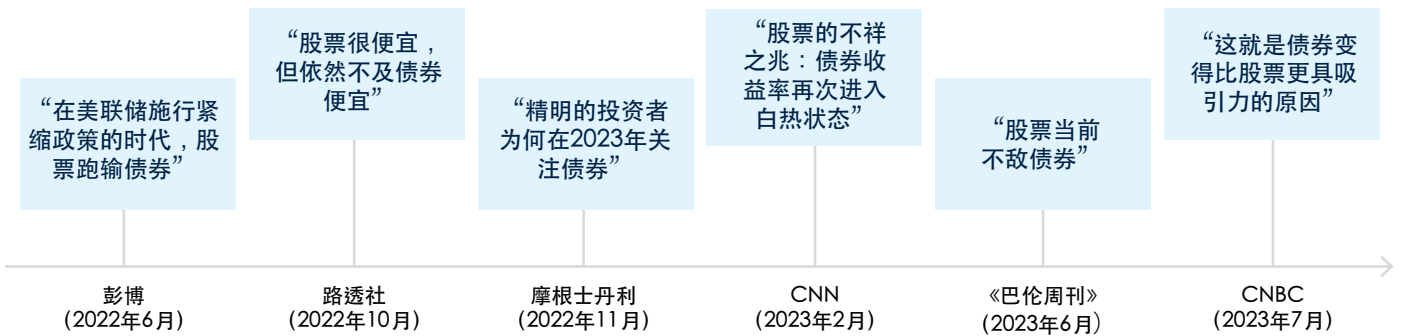 “在美联储施行紧
缩政策的时代，股
票跑输债券”
“股票很便宜，
但依然不及债券
便宜”
“精明的投资者
为何在2023年关
注债券”
“股票的不祥
之兆：债券收
益率再次进入
白热状态”
“股票当前
不敌债券”
“这就是债券变
得比股票更具吸
引力的原因”
彭博
(2022年6月)
路透社
(2022年10月)
摩根士丹利
(2022年11月)
CNN
(2023年2月)
《巴伦周刊》
(2023年6月)
CNBC
(2023年7月)